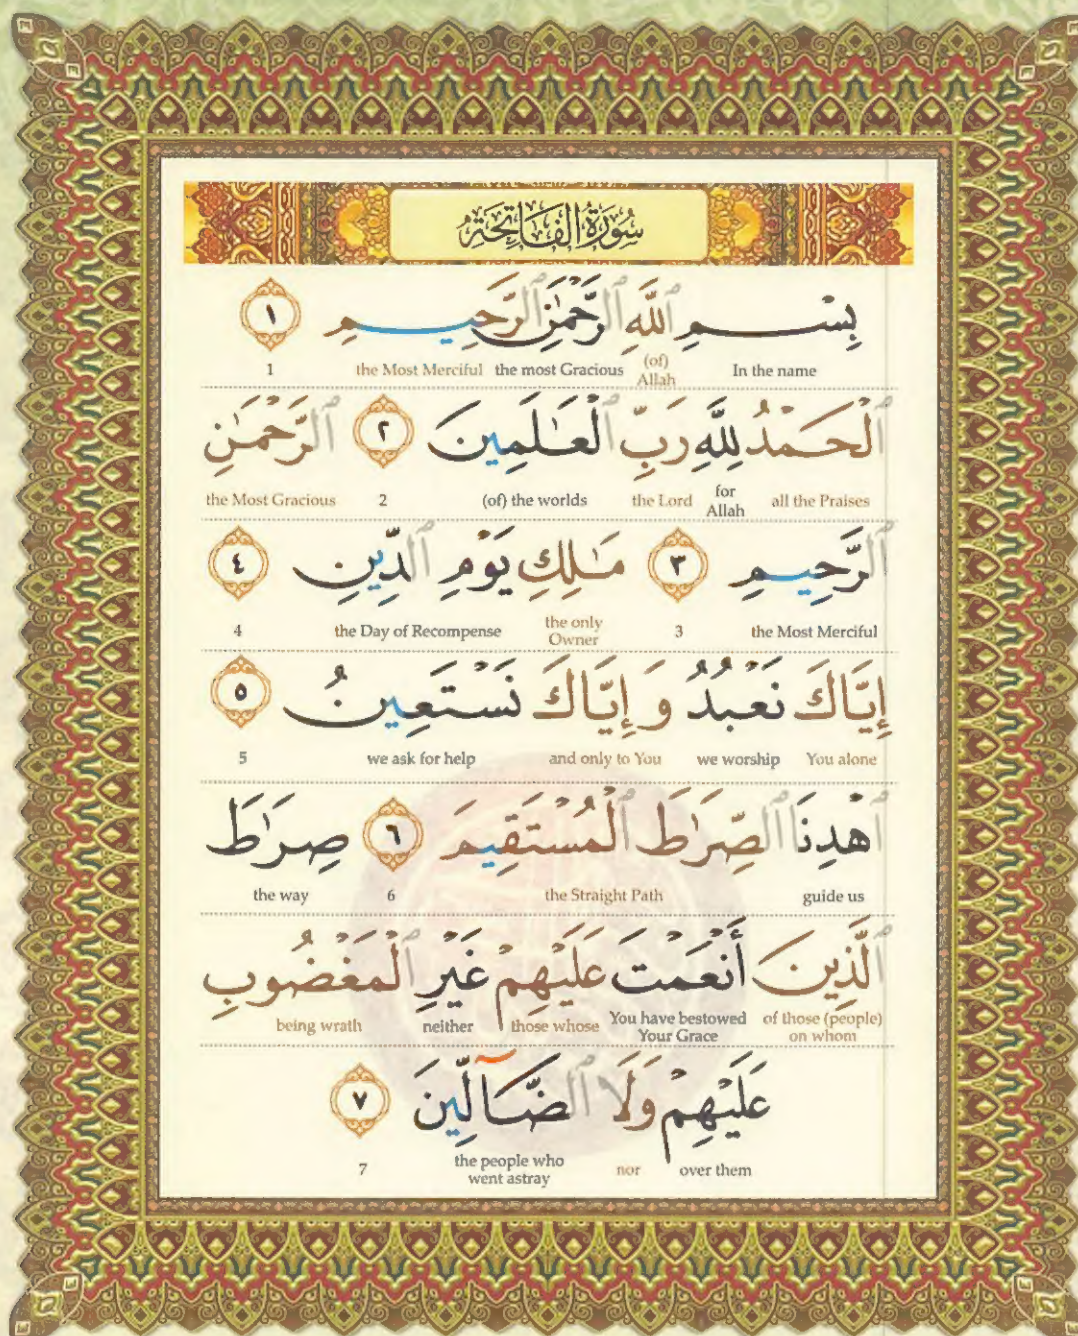 سُورَةُ الْفَاتِحَةِ
بِسْمِ ٱللَّهِ ٱلرَّحْمَٰنِ ٱلرَّحِيمِ ١
In the name (of) Allah the most Gracious the Most Merciful 1
ٱلْحَمْدُ لِلَّهِ رَبِّ ٱلْعَٰلَمِينَ ٢ ٱلرَّحْمَٰنِ
all the Praises for Allah the Lord (of) the worlds 2 the Most Gracious
ٱلرَّحِيمِ ٣ مَٰلِكِ يَوْمِ ٱلدِّينِ ٤
the Most Merciful 3 the only Owner the Day of Recompense 4
إِيَّاكَ نَعْبُدُ وَإِيَّاكَ نَسْتَعِينُ ٥
You alone we worship and only to You we ask for help 5
ٱهْدِنَا ٱلصِّرَٰطَ ٱلْمُسْتَقِيمَ ٦ صِرَٰطَ
guide us the Straight Path 6 the way
ٱلَّذِينَ أَنْعَمْتَ عَلَيْهِمْ غَيْرِ ٱلْمَغْضُوبِ
of those (people) on whom You have bestowed Your Grace those whose neither being wrath
عَلَيْهِمْ وَلَا ٱلضَّآلِّينَ ٧
over them nor the people who went astray 7